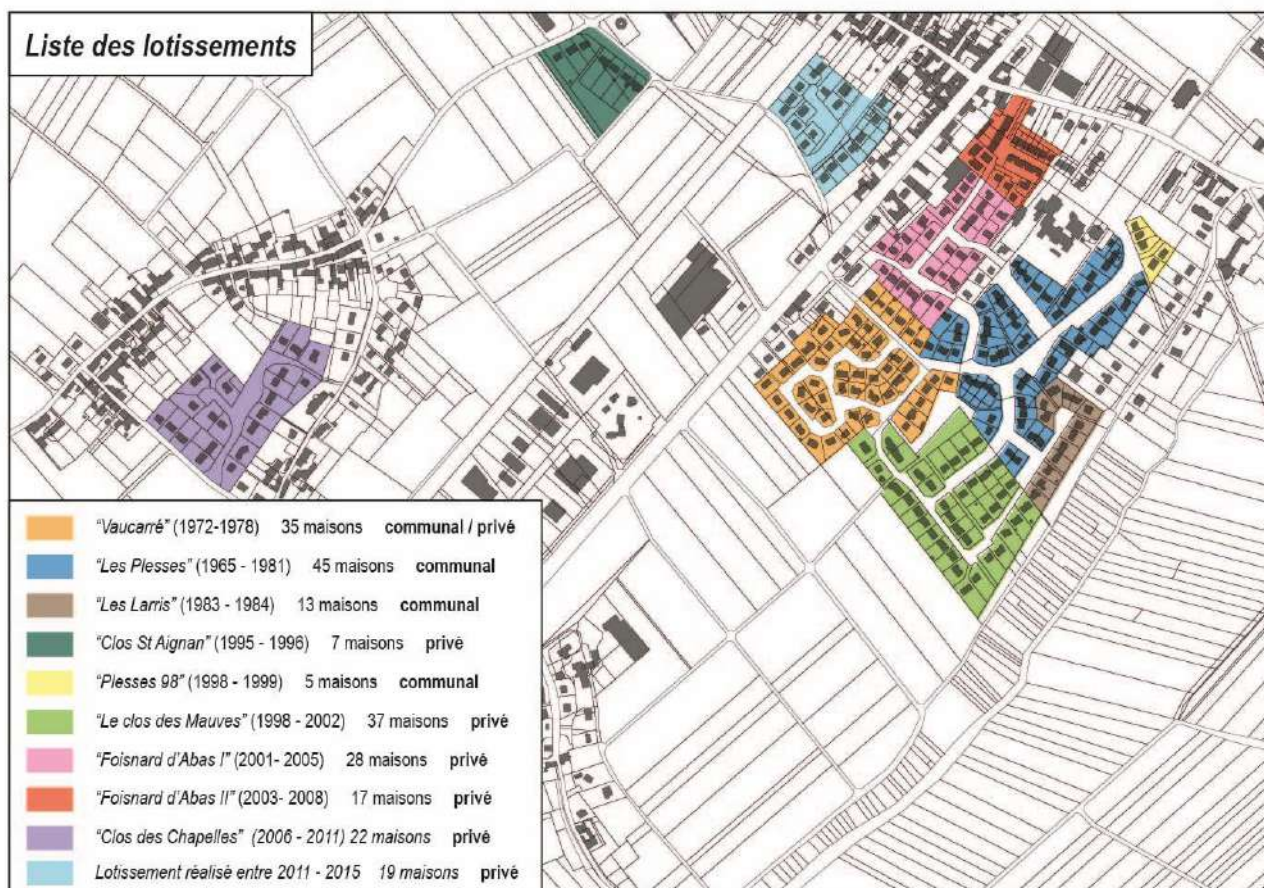 Liste des lotissements
"Vaucarré" (1972-1978) 35 maisons communal / privé
"Les Plesses" (1965 - 1981) 45 maisons communal
"Les Larris" (1983 - 1984) 13 maisons communal
"Clos St Aignan" (1995 - 1996) 7 maisons privé
"Plesses 98" (1998 - 1999) 5 maisons communal
"Le clos des Mauves" (1998 - 2002) 37 maisons privé
"Foisnard d'Abas I" (2001- 2005) 28 maisons privé
"Foisnard d'Abas II" (2003- 2008) 17 maisons privé
"Clos des Chapelles" (2006 - 2011) 22 maisons privé
Lotissement réalisé entre 2011 - 2015 19 maisons privé